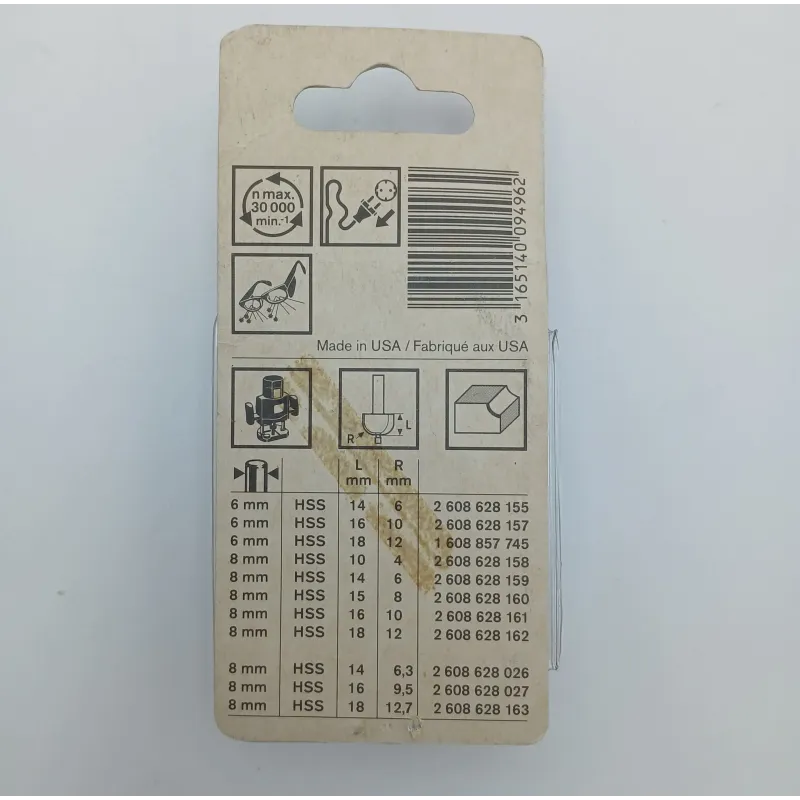 n max.
30 000
min.-1
3 165140 094962
Made in USA / Fabriqué aux USA
L
R
L R
mm mm
6 mm HSS 14 6 2 608 628 155
6 mm HSS 16 10 2 608 628 157
6 mm HSS 18 12 1 608 857 745
8 mm HSS 10 4 2 608 628 158
8 mm HSS 14 6 2 608 628 159
8 mm HSS 15 8 2 608 628 160
8 mm HSS 16 10 2 608 628 161
8 mm HSS 18 12 2 608 628 162
8 mm HSS 14 6,3 2 608 628 026
8 mm HSS 16 9,5 2 608 628 027
8 mm HSS 18 12,7 2 608 628 163